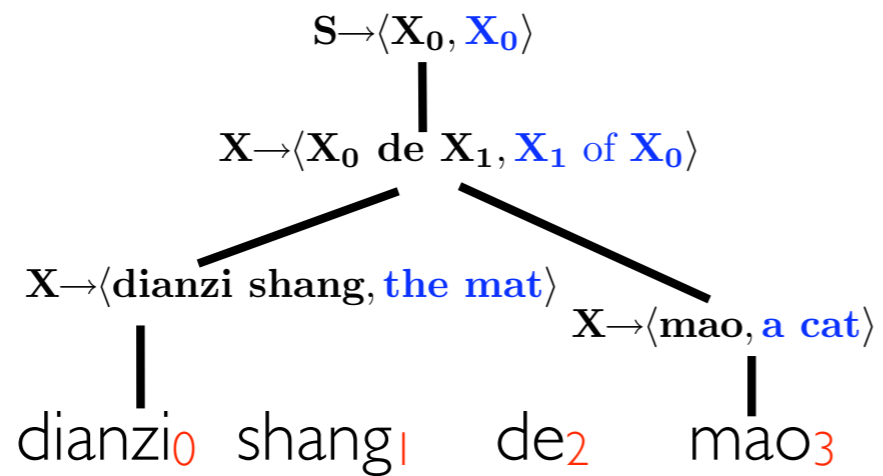 S→⟨X₀, X₀⟩
X→⟨X₀ de X₁, X₁ of X₀⟩
X→⟨dianzi shang, the mat⟩
X→⟨mao, a cat⟩
dianzi₀ shang₁ de₂ mao₃